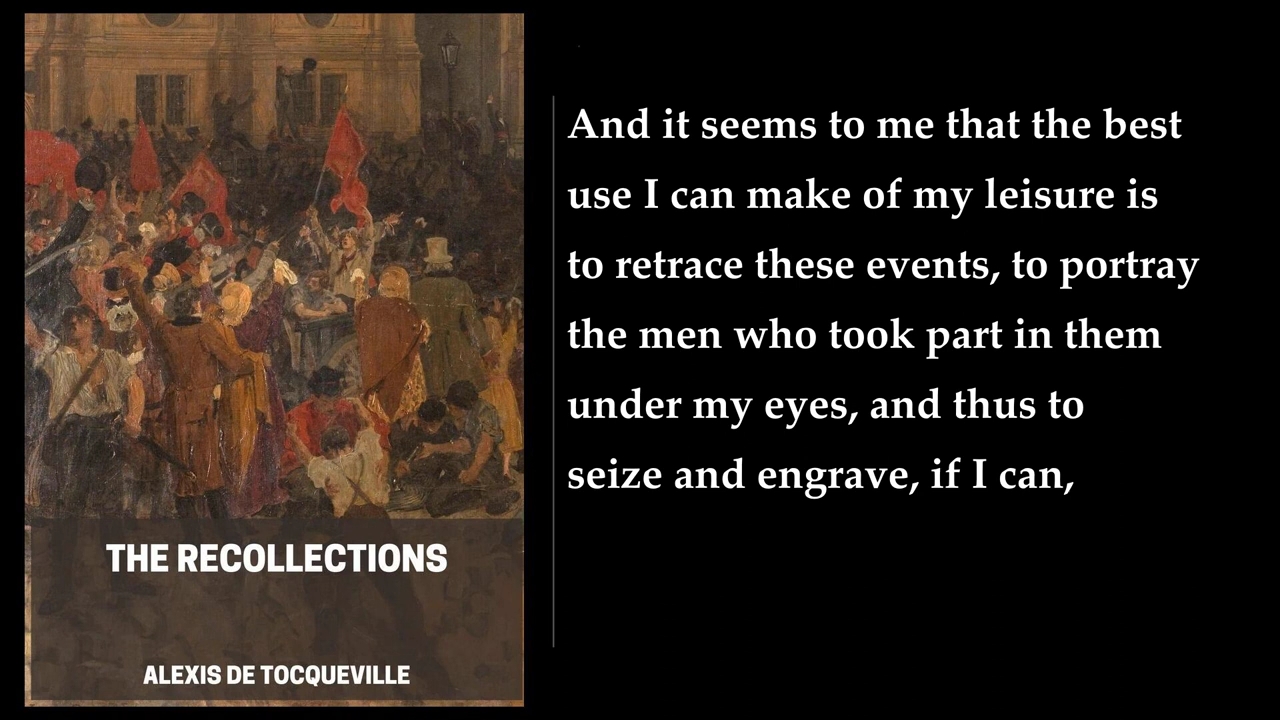 THE RECOLLECTIONS
ALEXIS DE TOCQUEVILLE
And it seems to me that the best
use I can make of my leisure is
to retrace these events, to portray
the men who took part in them
under my eyes, and thus to
seize and engrave, if I can,